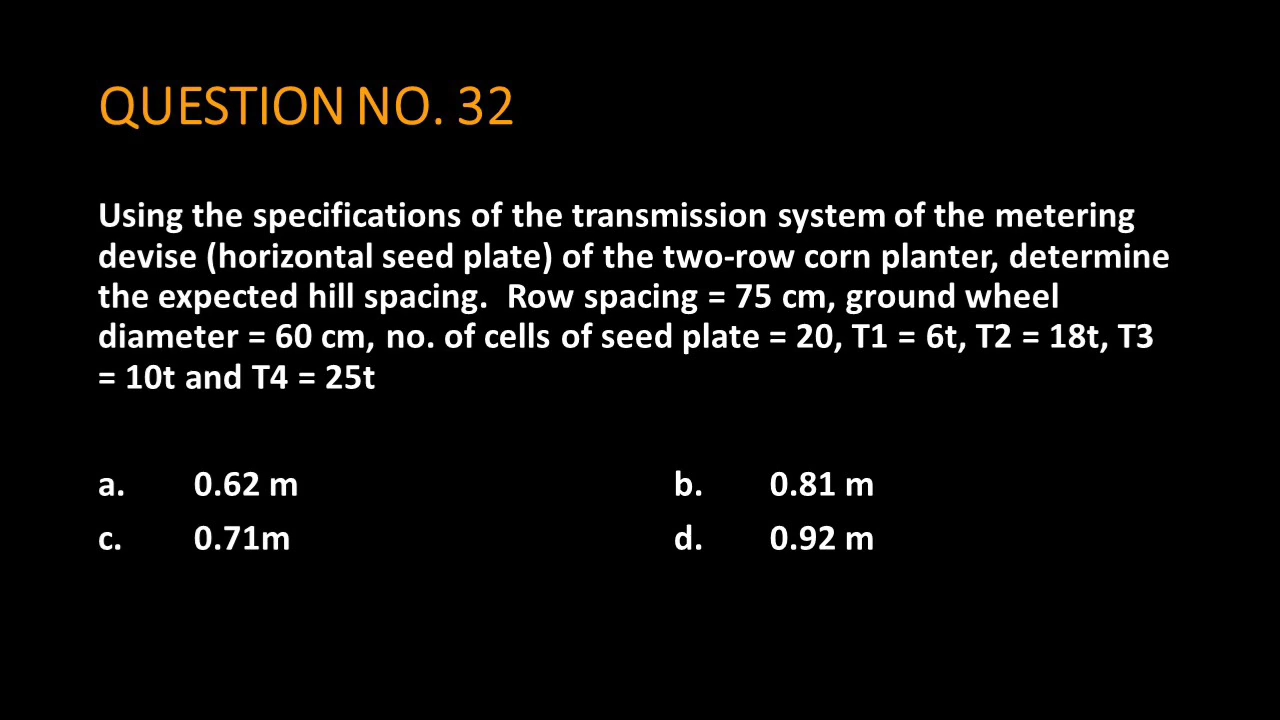 QUESTION NO. 32
Using the specifications of the transmission system of the metering
devise (horizontal seed plate) of the two-row corn planter, determine
the expected hill spacing.  Row spacing = 75 cm, ground wheel
diameter = 60 cm, no. of cells of seed plate = 20, T1 = 6t, T2 = 18t, T3
= 10t and T4 = 25t
a. 0.62 m b. 0.81 m
c. 0.71m d. 0.92 m